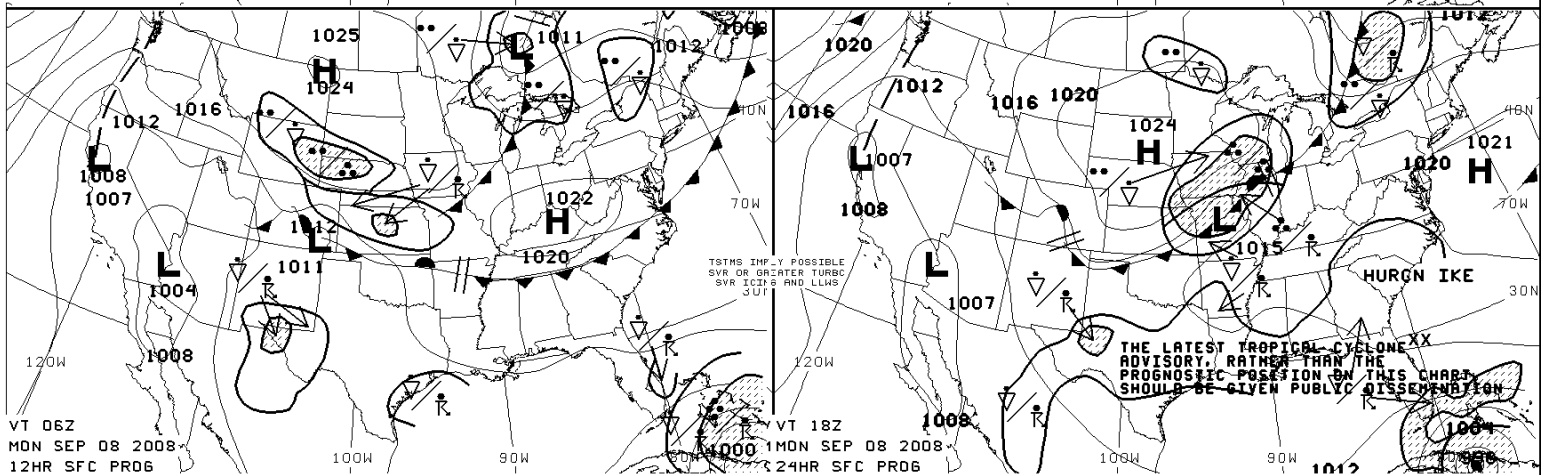 1025
H
1024
L
1011
1012
1008
1016
1012
L
1008
1007
40N
1012
L
1011
1022
H
1020
70W
L
1004
1008
120W
TSTMS IMPLY POSSIBLE
SVR OR GREATER TURBC
SVR ICING AND LLWS
30N
1000
100W
90W
80W
VT 06Z
MON SEP 08 2008
12HR SFC PROG
1020
1012
1016
1016
1020
1012
40N
1024
H
1021
H
1020
L
1007
1008
70W
L
1015
L
1007
HURCN IKE
30N
XX
120W
THE LATEST TROPICAL CYCLONE
ADVISORY, RATHER THAN THE
PROGNOSTIC POSITION ON THIS CHART,
SHOULD BE GIVEN PUBLIC DISSEMINATION
1008
1004
1012
100W
90W
VT 18Z
MON SEP 08 2008
24HR SFC PROG